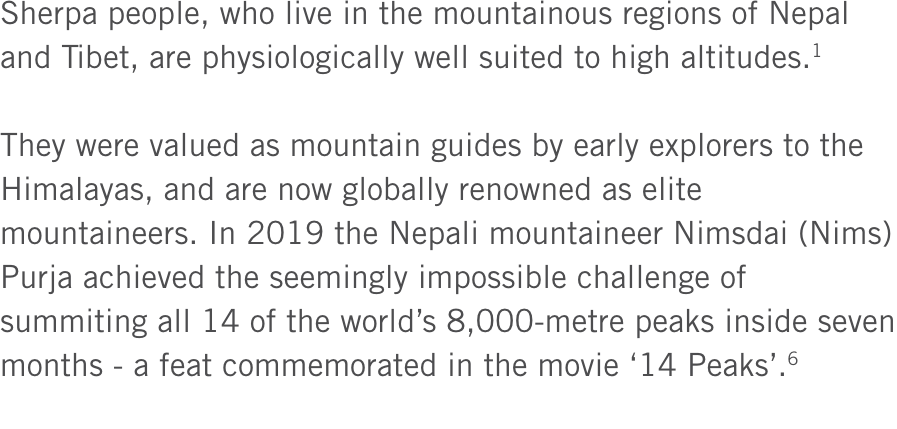 Sherpa people, who live in the mountainous regions of Nepal
and Tibet, are physiologically well suited to high altitudes.¹
They were valued as mountain guides by early explorers to the
Himalayas, and are now globally renowned as elite
mountaineers. In 2019 the Nepali mountaineer Nimsdai (Nims)
Purja achieved the seemingly impossible challenge of
summiting all 14 of the world’s 8,000-metre peaks inside seven
months - a feat commemorated in the movie ‘14 Peaks’.⁶